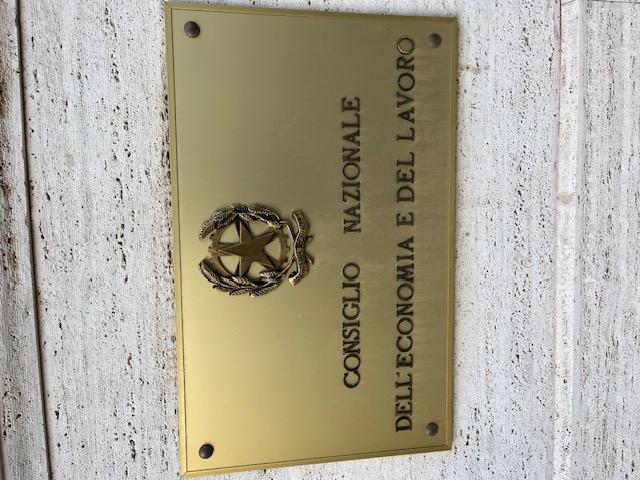 CONSIGLIO NAZIONALE
DELL'ECONOMIA E DEL LAVORO